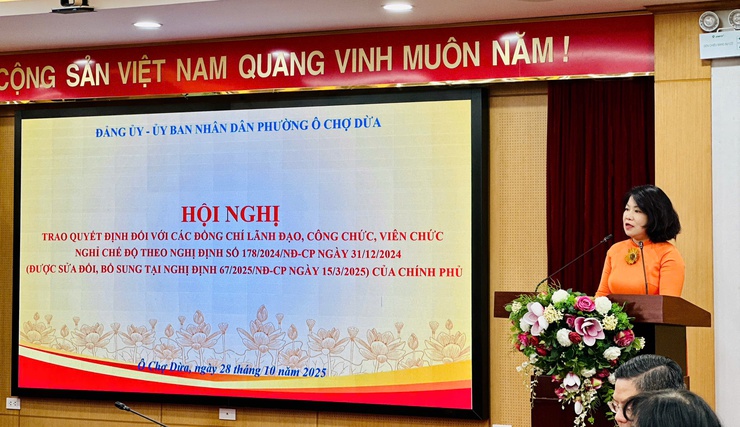 CỘNG SẢN VIỆT NAM QUANG VINH MUÔN NĂM !
ĐẢNG ỦY - ỦY BAN NHÂN DÂN PHƯỜNG Ô CHỢ DỪA
HỘI NGHỊ
TRAO QUYẾT ĐỊNH ĐỐI VỚI CÁC ĐỒNG CHÍ LÃNH ĐẠO, CÔNG CHỨC, VIÊN CHỨC
NGHỈ CHẾ ĐỘ THEO NGHỊ ĐỊNH SỐ 178/2024/NĐ-CP NGÀY 31/12/2024
(ĐƯỢC SỬA ĐỔI, BỔ SUNG TẠI NGHỊ ĐỊNH 67/2025/NĐ-CP NGÀY 15/3/2025) CỦA CHÍNH PHỦ
Ô Chợ Dừa, ngày 28 tháng 10 năm 2025